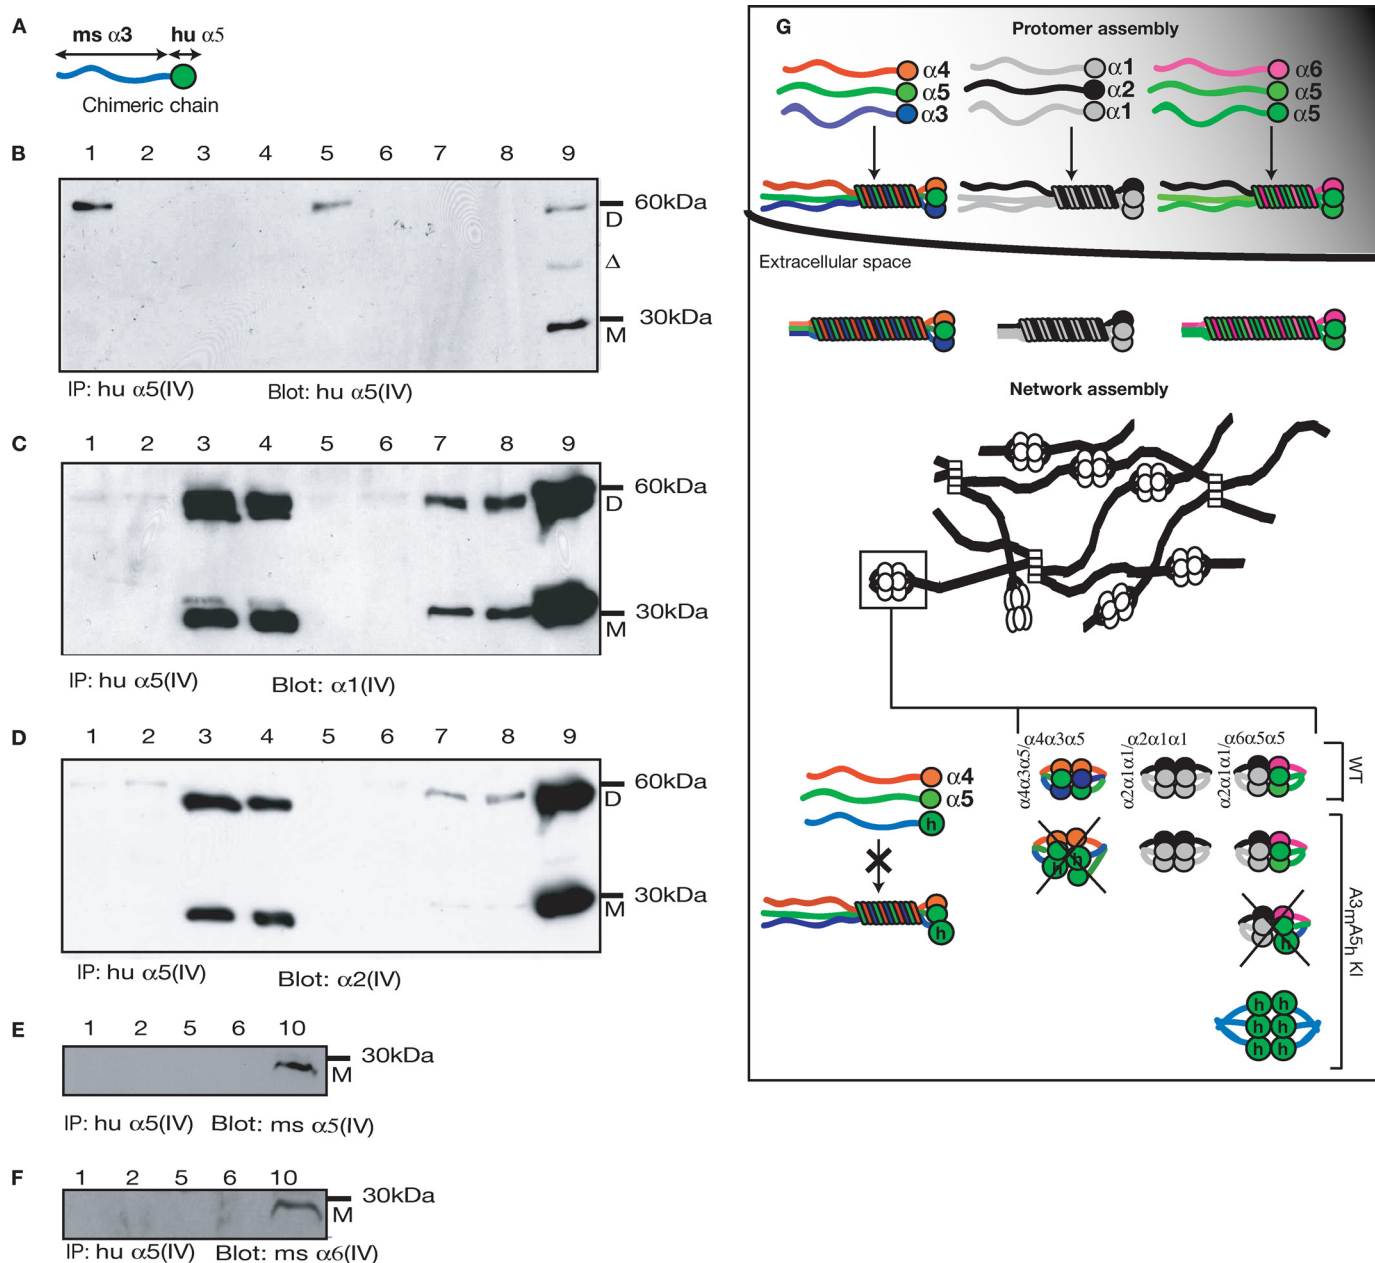 A
ms α3 hu α5
Chimeric chain
B
1 2 3 4 5 6 7 8 9
60kDa
D
Δ
30kDa
M
IP: hu α5(IV) Blot: hu α5(IV)
C
1 2 3 4 5 6 7 8 9
60kDa
D
30kDa
M
IP: hu α5(IV) Blot: α1(IV)
D
1 2 3 4 5 6 7 8 9
60kDa
D
30kDa
M
IP: hu α5(IV) Blot: α2(IV)
E
1 2 5 6 10
30kDa
M
IP: hu α5(IV) Blot: ms α5(IV)
F
1 2 5 6 10
30kDa
M
IP: hu α5(IV) Blot: ms α6(IV)
G
Protomer assembly
α4 α1 α6
α5 α2 α5
α3 α1 α5
Extracellular space
Network assembly
α4α3α5/α4α3α5
α2α1α1/α2α1α1
α2α1α1/α6α5α5
WT
α4
α5
h
h
h h
h
h h
h h
h h
A3mA5h KI